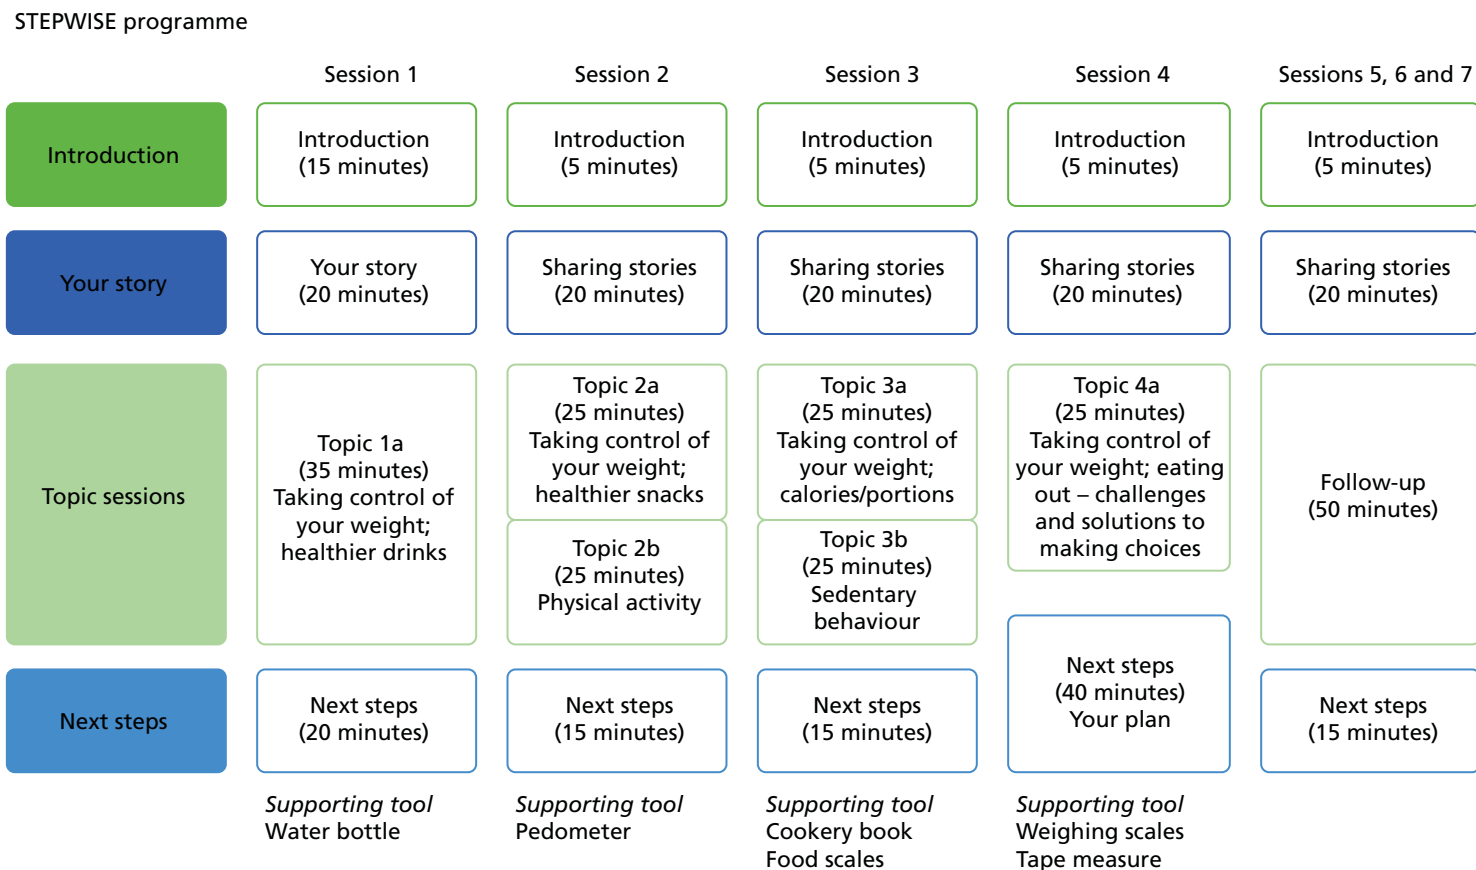 STEPWISE programme
Session 1
Session 2
Session 3
Session 4
Sessions 5, 6 and 7
Introduction
Introduction
(15 minutes)
Introduction
(5 minutes)
Introduction
(5 minutes)
Introduction
(5 minutes)
Introduction
(5 minutes)
Your story
Your story
(20 minutes)
Sharing stories
(20 minutes)
Sharing stories
(20 minutes)
Sharing stories
(20 minutes)
Sharing stories
(20 minutes)
Topic sessions
Topic 1a
(35 minutes)
Taking control of
your weight;
healthier drinks
Topic 2a
(25 minutes)
Taking control of
your weight;
healthier snacks
Topic 2b
(25 minutes)
Physical activity
Topic 3a
(25 minutes)
Taking control of
your weight;
calories/portions
Topic 3b
(25 minutes)
Sedentary
behaviour
Topic 4a
(25 minutes)
Taking control of
your weight; eating
out – challenges
and solutions to
making choices
Follow-up
(50 minutes)
Next steps
Next steps
(20 minutes)
Next steps
(15 minutes)
Next steps
(15 minutes)
Next steps
(40 minutes)
Your plan
Next steps
(15 minutes)
Supporting tool
Water bottle
Supporting tool
Pedometer
Supporting tool
Cookery book
Food scales
Supporting tool
Weighing scales
Tape measure